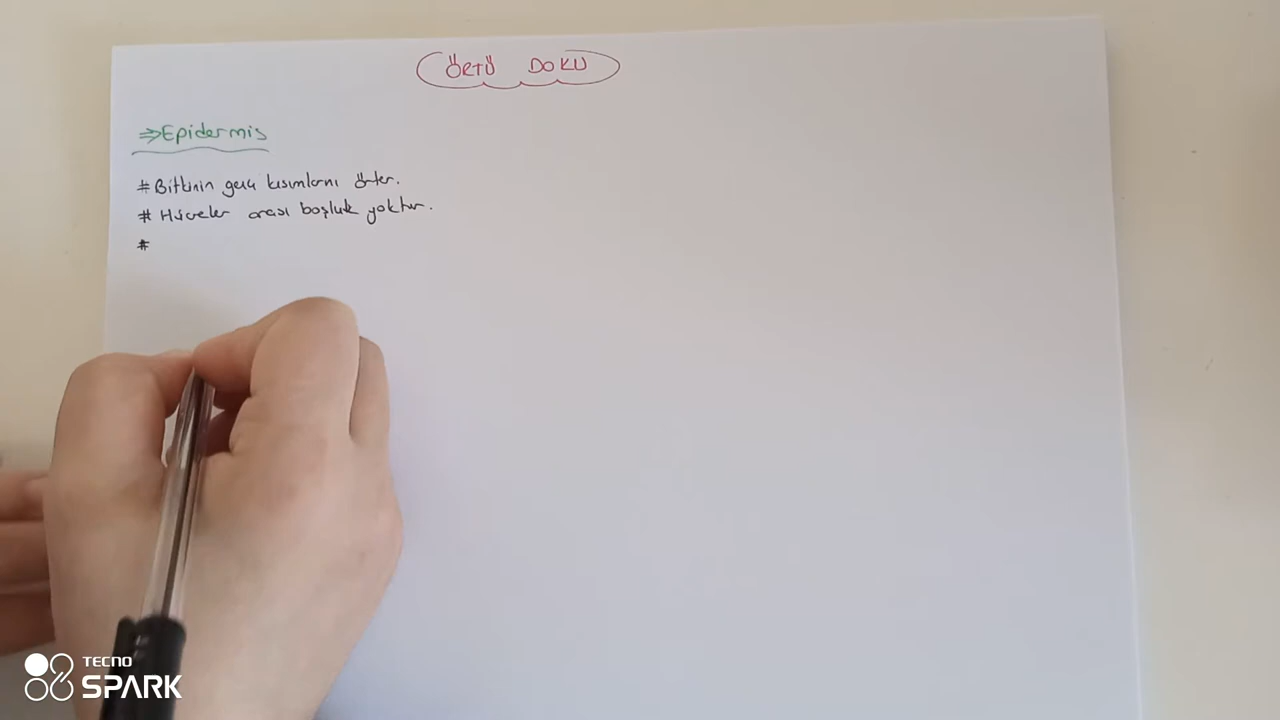 ÖRTÜ DOKU
⇒Epidermis
# Bitkinin genç kısımlarını örter.
# Hücreler arası boşluk yoktur.
#
TECNO
SPARK